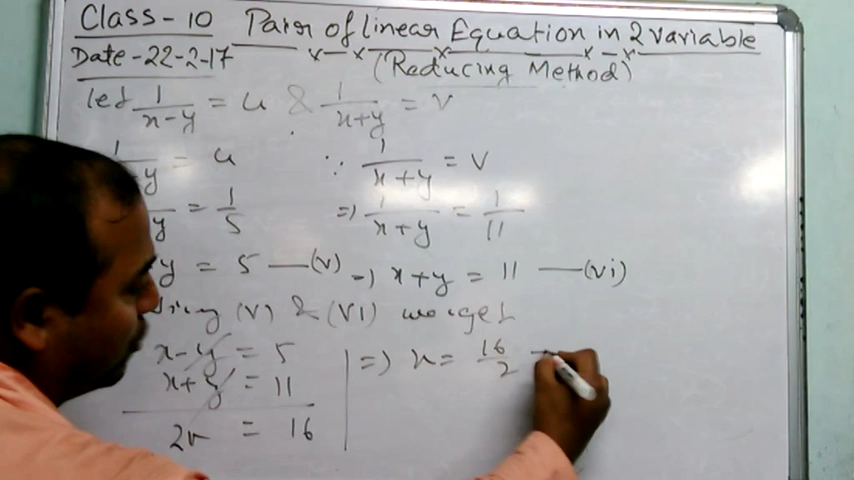 Class - 10 Pair of linear Equation in 2 variable
Date - 22-2-17 (Reducing Method)
let 1/(x-y) = u & 1/(x+y) = v
1/y = u ∵ 1/(x+y) = v
y = 1/5 ⇒ 1/(x+y) = 1/11
y = 5 —(v) ⇒ x+y = 11 —(vi)
(v) & (vi) we get
x-y = 5 ⇒ x = 16/2
x+y = 11
2x = 16